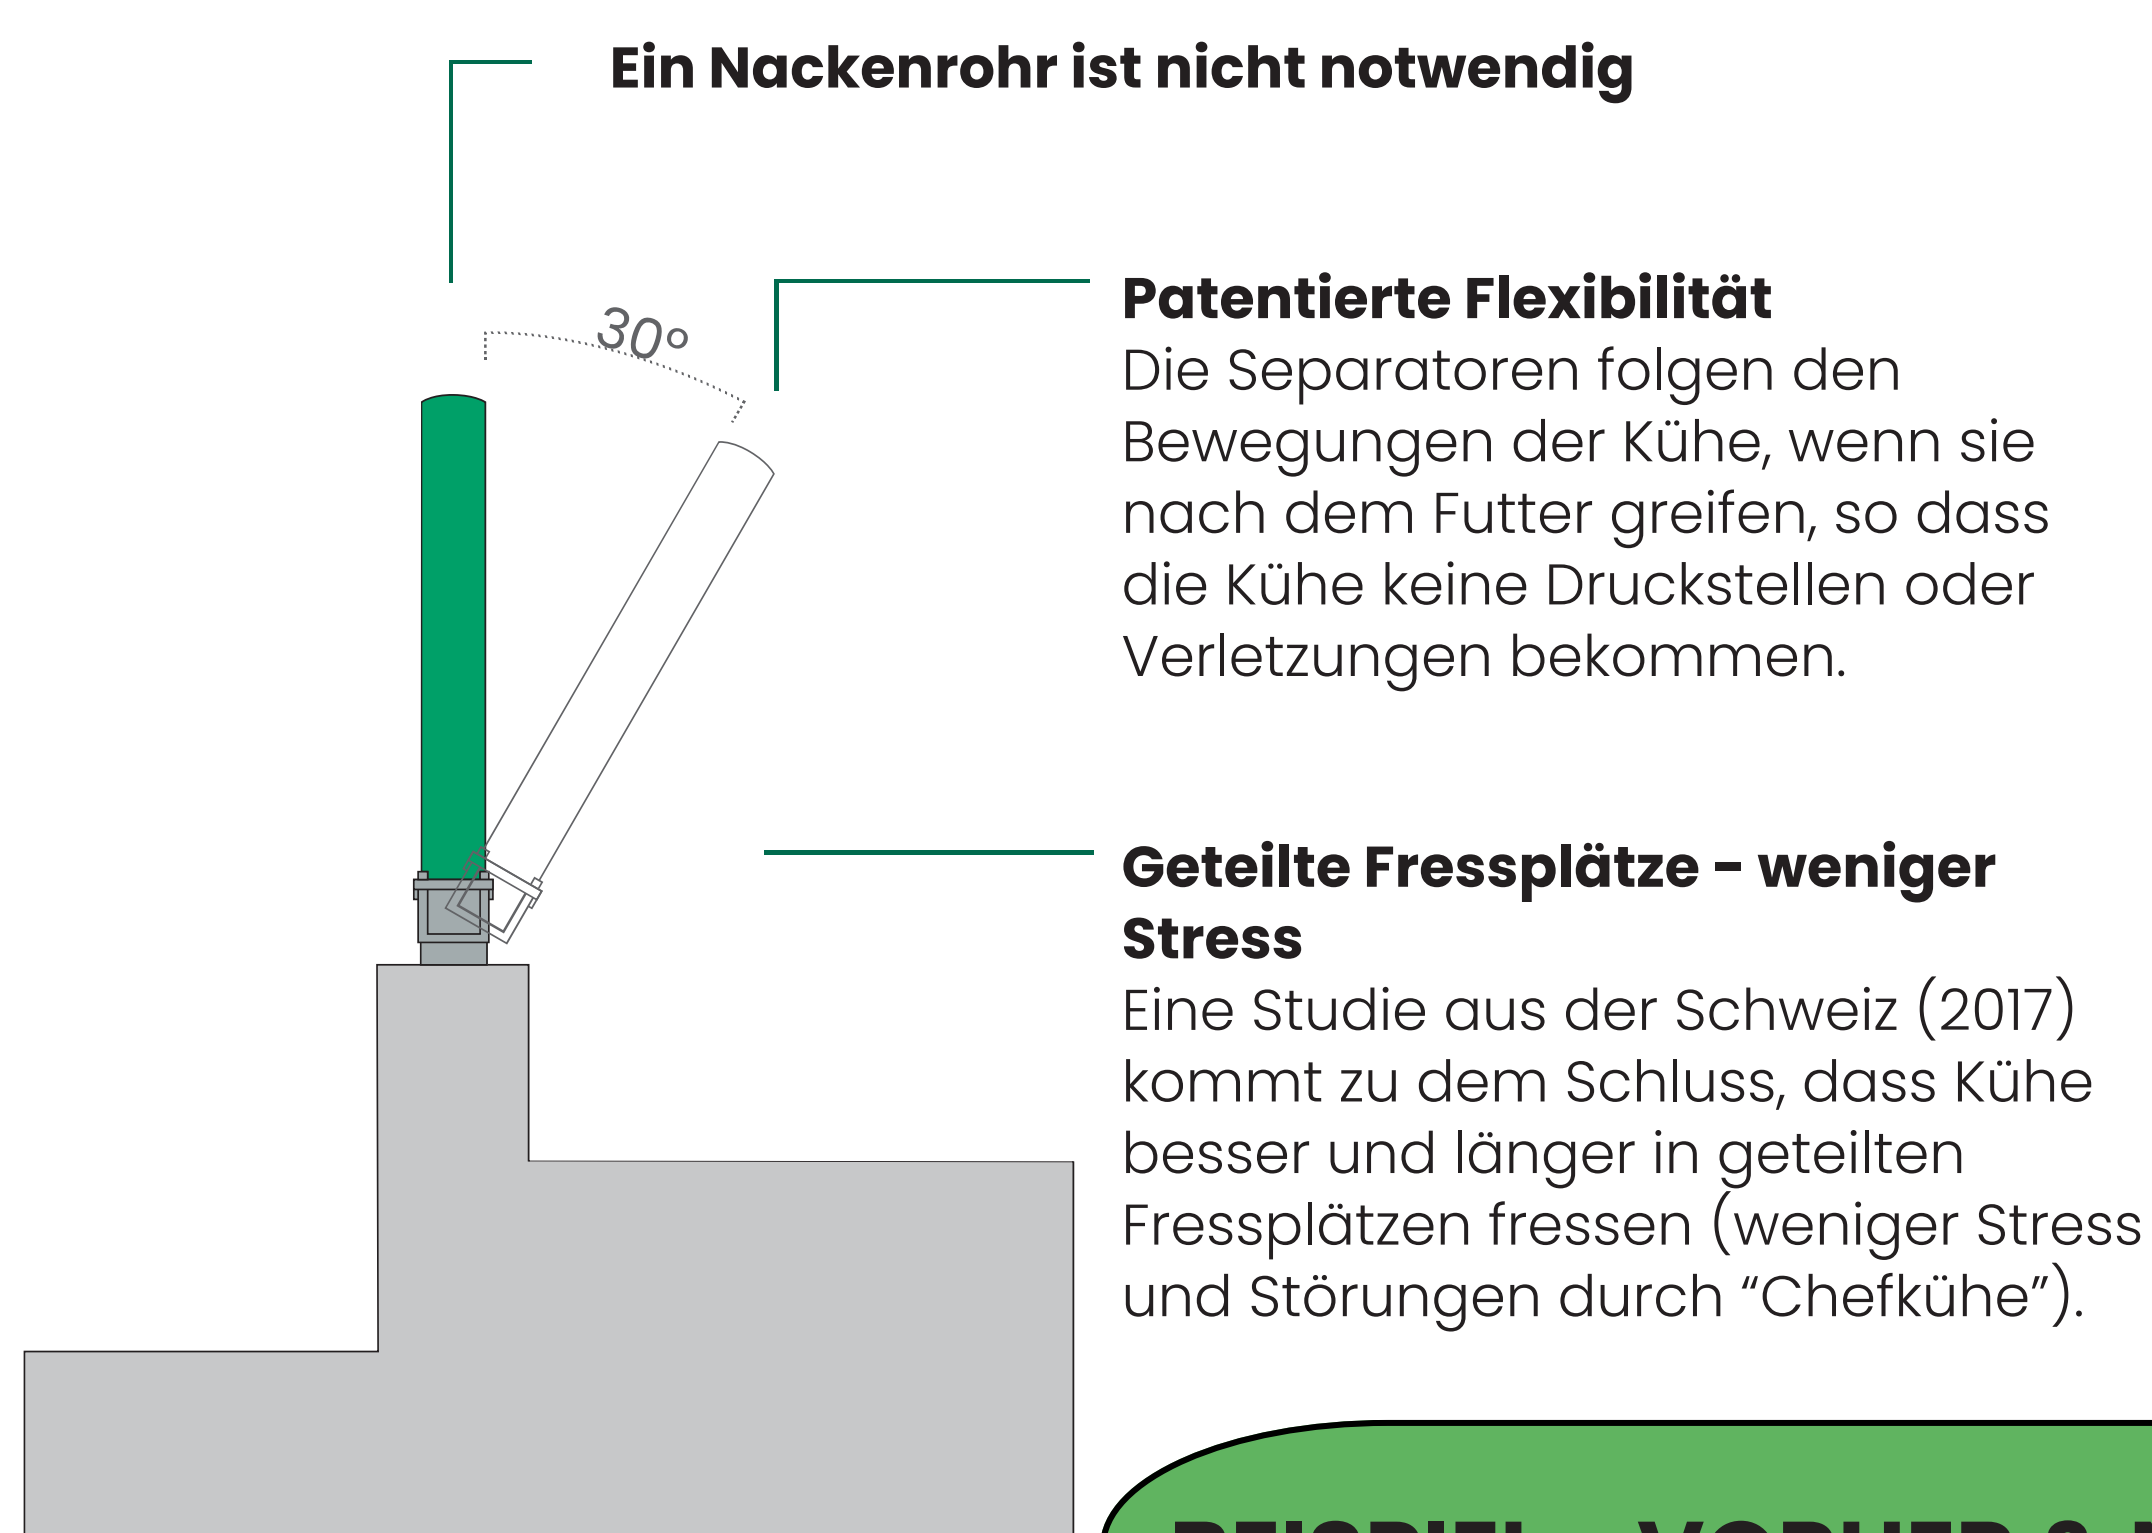 Ein Nackenrohr ist nicht notwendig
30°
Patentierte Flexibilität
Die Separatoren folgen den
Bewegungen der Kühe, wenn sie
nach dem Futter greifen, so dass
die Kühe keine Druckstellen oder
Verletzungen bekommen.
Geteilte Fressplätze - weniger
Stress
Eine Studie aus der Schweiz (2017)
kommt zu dem Schluss, dass Kühe
besser und länger in geteilten
Fressplätzen fressen (weniger Stress
und Störungen durch “Chefkühe”).